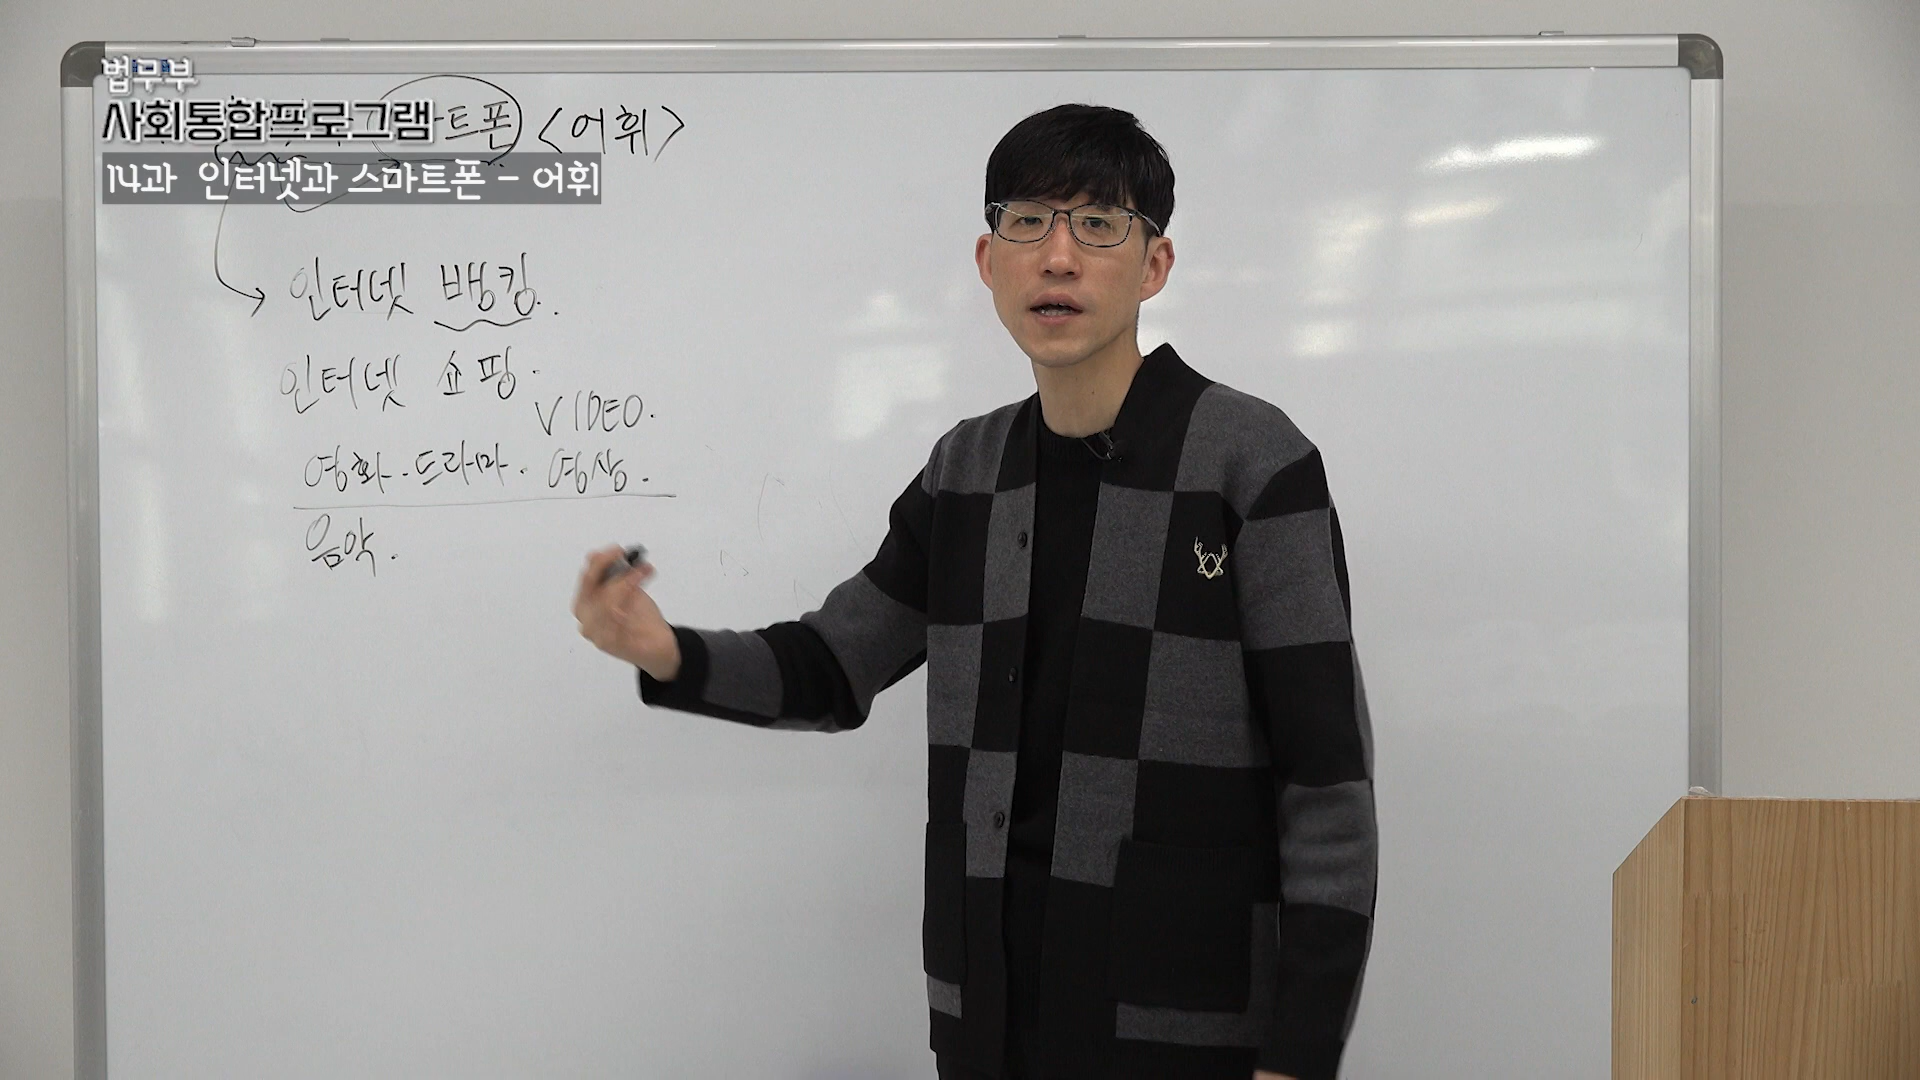 법무부
사회통합프로그램
트폰 <어휘>
14과 인터넷과 스마트폰 - 어휘
인터넷 뱅킹.
인터넷 쇼핑.
VIDEO.
영화. 드라마. 영상.
음악.